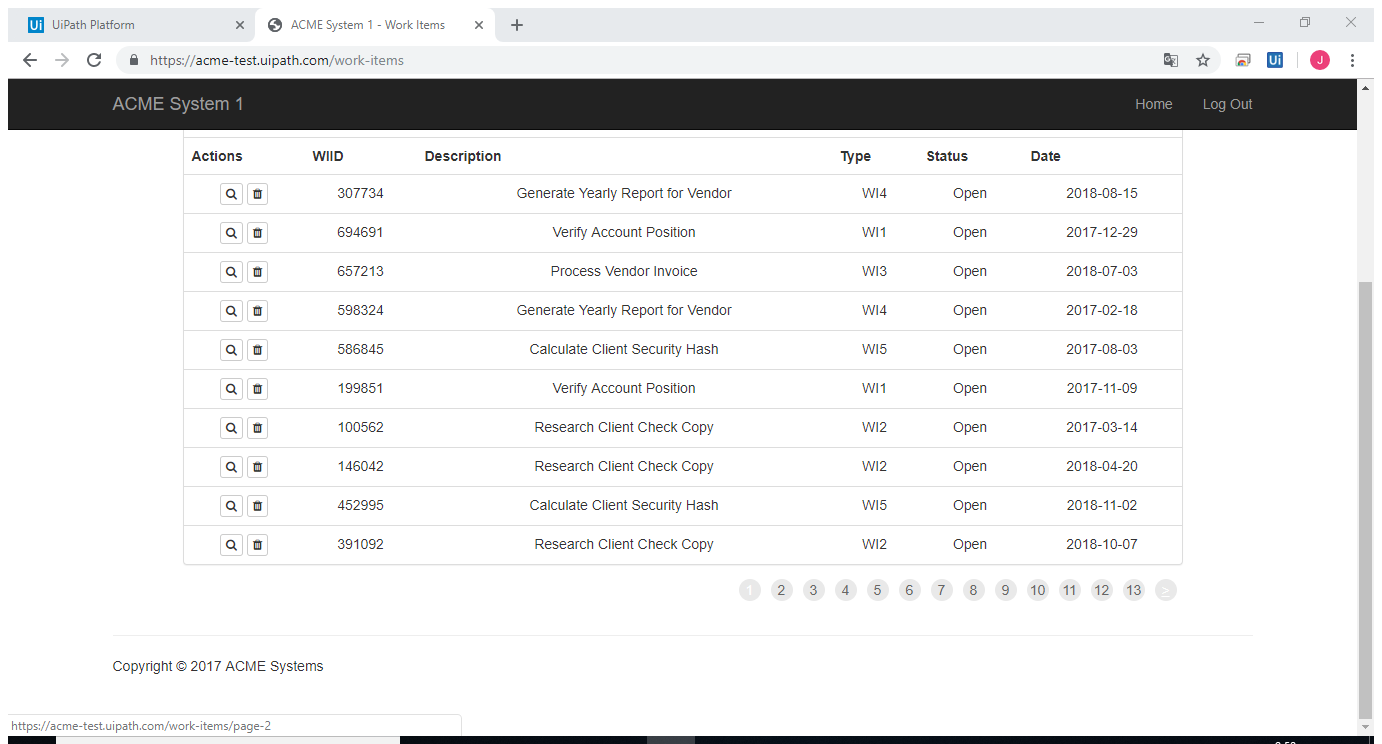 Ui UiPath Platform ACME System 1 - Work Items
https://acme-test.uipath.com/work-items Ui J
ACME System 1 Home Log Out
Actions WIID Description Type Status Date
307734 Generate Yearly Report for Vendor WI4 Open 2018-08-15
694691 Verify Account Position WI1 Open 2017-12-29
657213 Process Vendor Invoice WI3 Open 2018-07-03
598324 Generate Yearly Report for Vendor WI4 Open 2017-02-18
586845 Calculate Client Security Hash WI5 Open 2017-08-03
199851 Verify Account Position WI1 Open 2017-11-09
100562 Research Client Check Copy WI2 Open 2017-03-14
146042 Research Client Check Copy WI2 Open 2018-04-20
452995 Calculate Client Security Hash WI5 Open 2018-11-02
391092 Research Client Check Copy WI2 Open 2018-10-07
1 2 3 4 5 6 7 8 9 10 11 12 13 >
Copyright © 2017 ACME Systems
https://acme-test.uipath.com/work-items/page-2